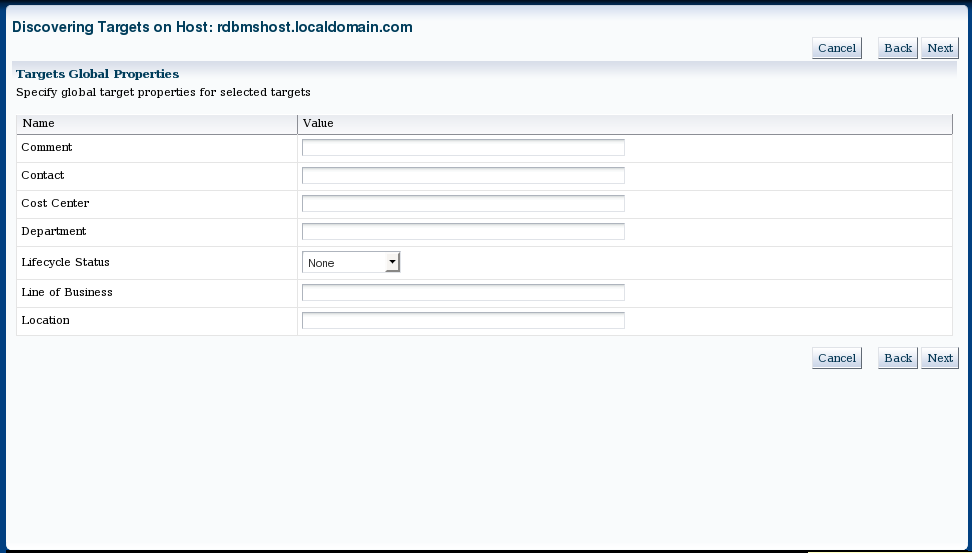 Discovering Targets on Host: rdbmshost.localdomain.com
Cancel Back Next
Targets Global Properties
Specify global target properties for selected targets
Name Value
Comment
Contact
Cost Center
Department
Lifecycle Status None
Line of Business
Location
Cancel Back Next